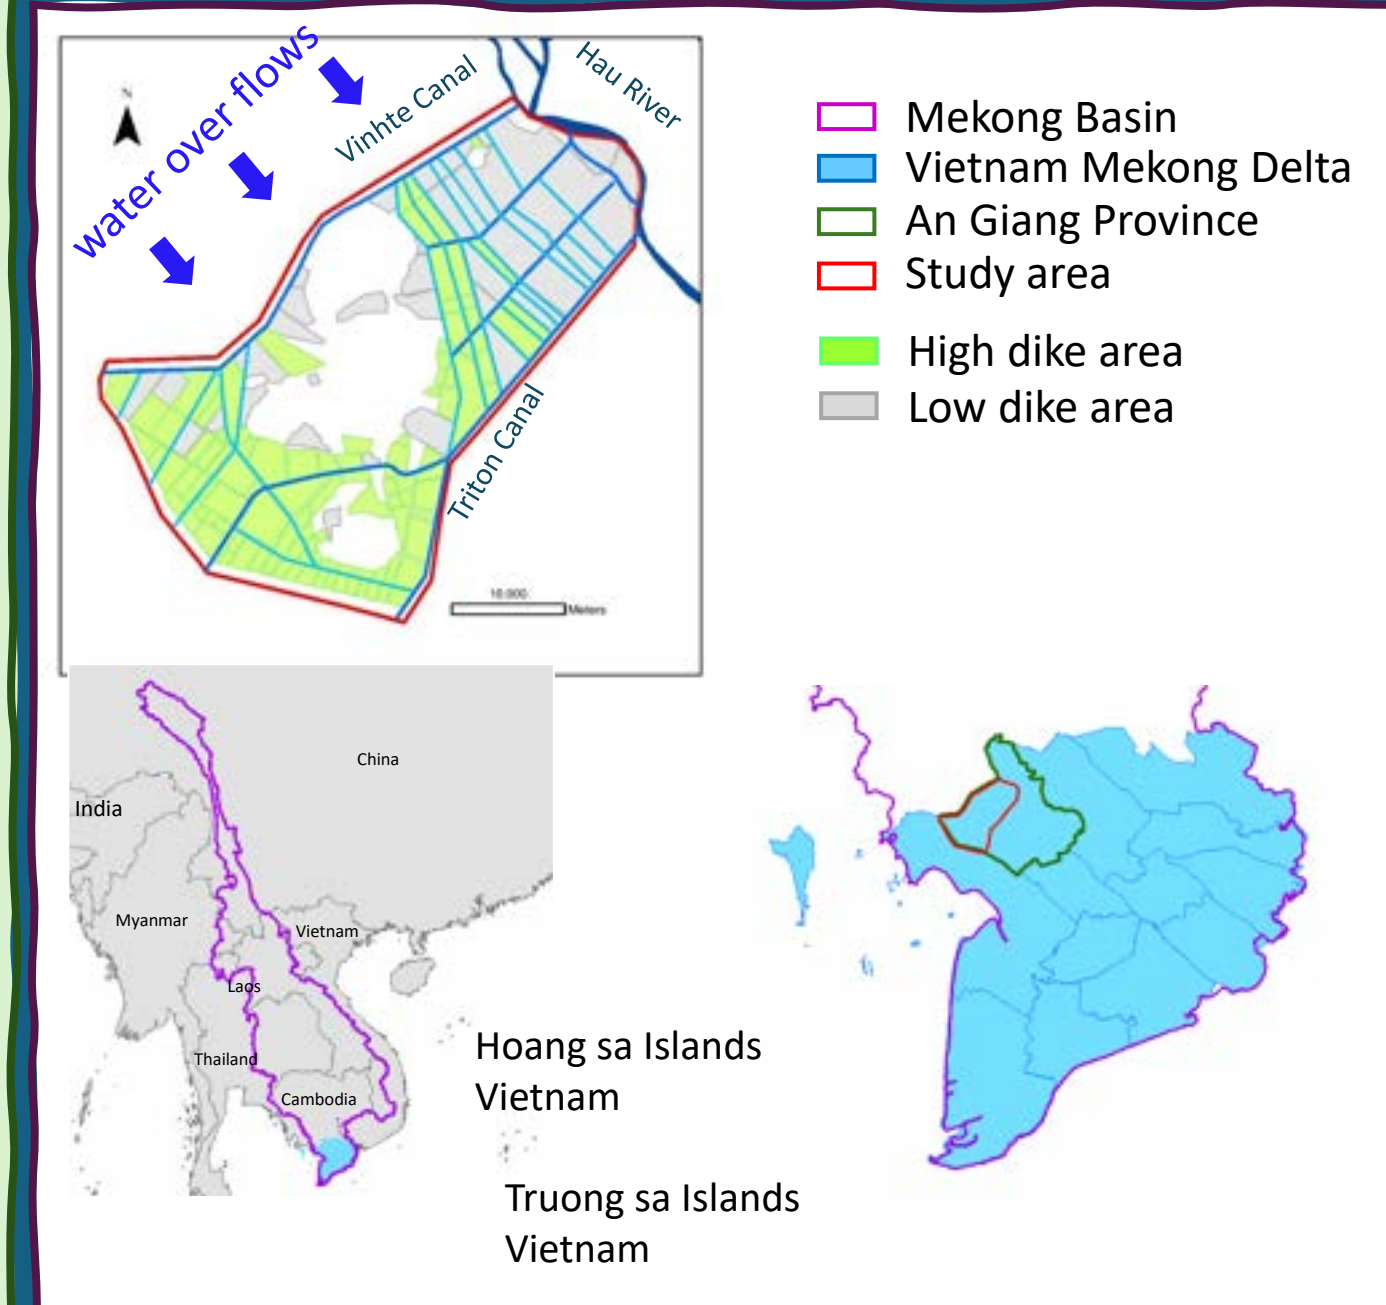 water over flows
Vinhte Canal
Hau River
N
Triton Canal
10.000
Meters
Mekong Basin
Vietnam Mekong Delta
An Giang Province
Study area
High dike area
Low dike area
China
India
Myanmar
Vietnam
Laos
Thailand
Cambodia
Hoang sa Islands
Vietnam
Truong sa Islands
Vietnam